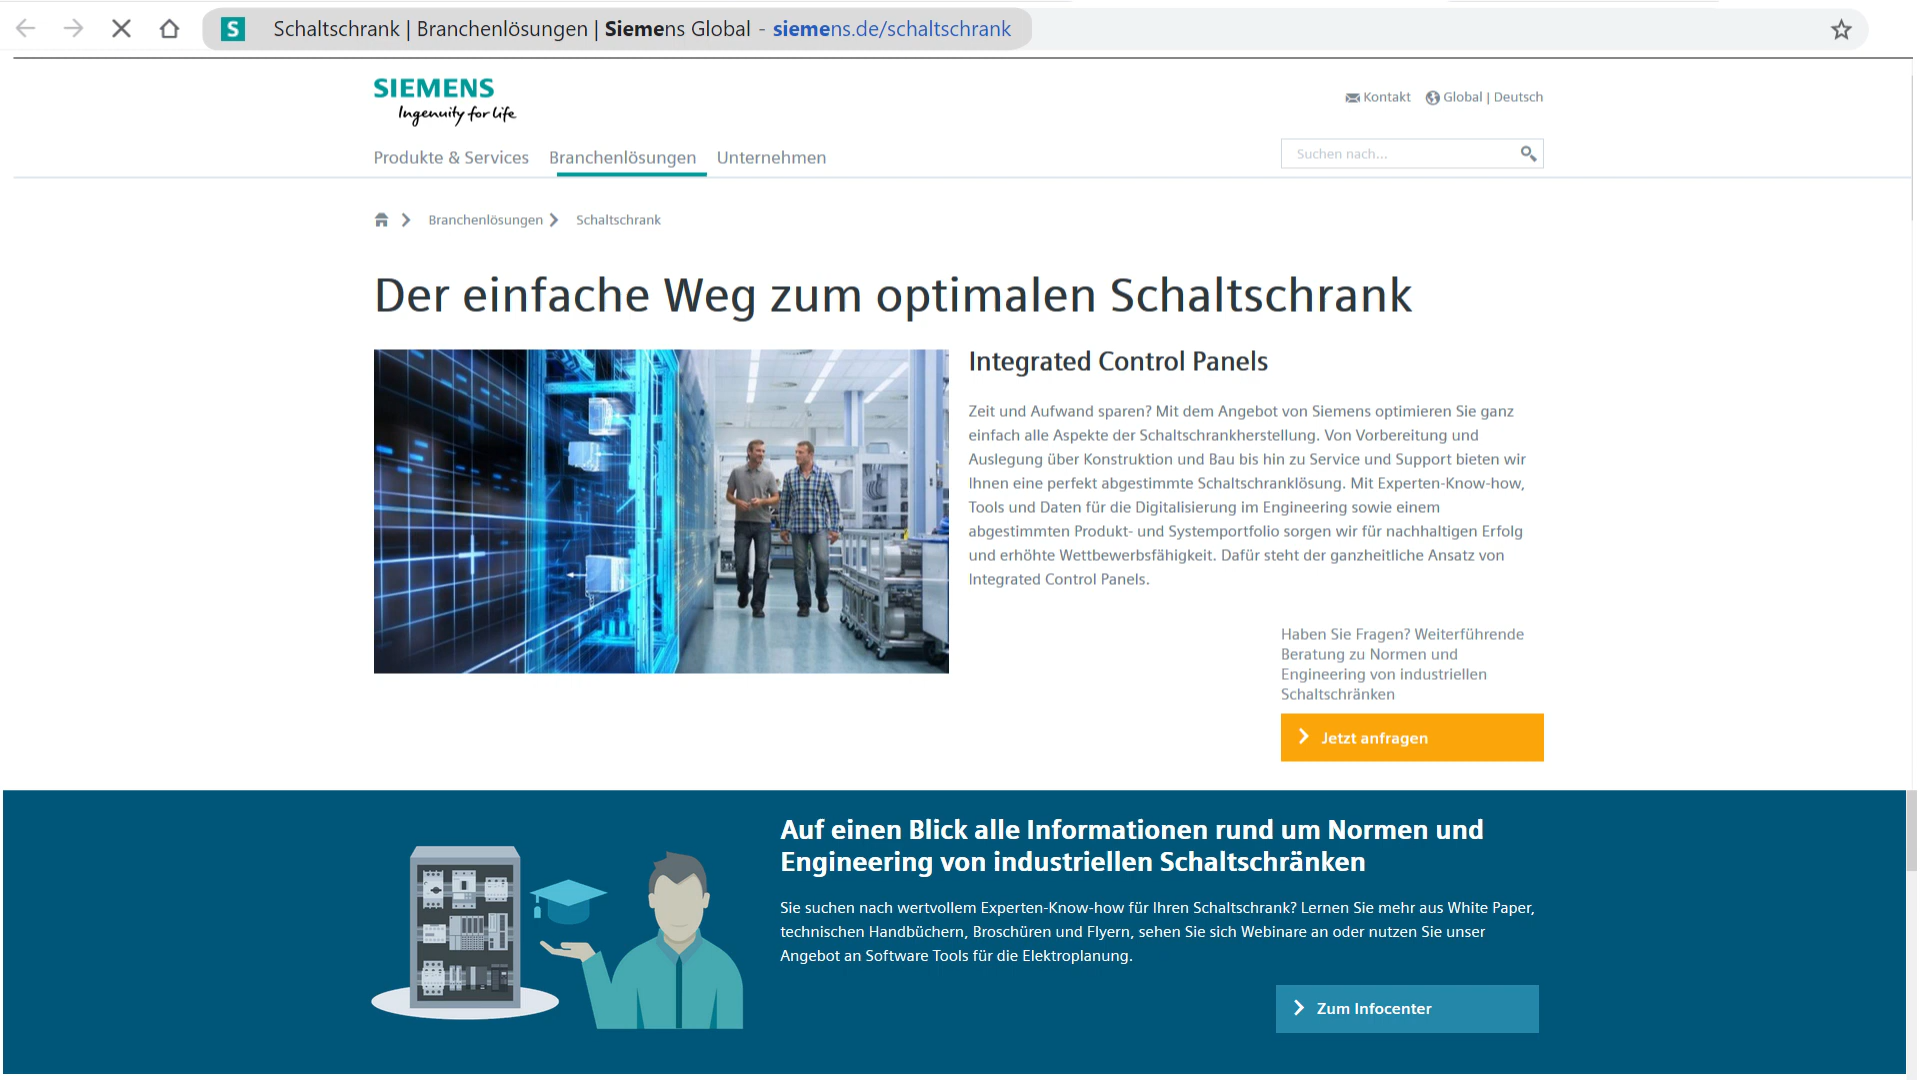 S Schaltschrank | Branchenlösungen | Siemens Global - siemens.de/schaltschrank
SIEMENS
Ingenuity for life
Kontakt Global | Deutsch
Produkte & Services Branchenlösungen Unternehmen
Suchen nach...
Branchenlösungen Schaltschrank
Der einfache Weg zum optimalen Schaltschrank
Integrated Control Panels
Zeit und Aufwand sparen? Mit dem Angebot von Siemens optimieren Sie ganz
einfach alle Aspekte der Schaltschrankherstellung. Von Vorbereitung und
Auslegung über Konstruktion und Bau bis hin zu Service und Support bieten wir
Ihnen eine perfekt abgestimmte Schaltschranklösung. Mit Experten-Know-how,
Tools und Daten für die Digitalisierung im Engineering sowie einem
abgestimmten Produkt- und Systemportfolio sorgen wir für nachhaltigen Erfolg
und erhöhte Wettbewerbsfähigkeit. Dafür steht der ganzheitliche Ansatz von
Integrated Control Panels.
Haben Sie Fragen? Weiterführende
Beratung zu Normen und
Engineering von industriellen
Schaltschränken
Jetzt anfragen
Auf einen Blick alle Informationen rund um Normen und
Engineering von industriellen Schaltschränken
Sie suchen nach wertvollem Experten-Know-how für Ihren Schaltschrank? Lernen Sie mehr aus White Paper,
technischen Handbüchern, Broschüren und Flyern, sehen Sie sich Webinare an oder nutzen Sie unser
Angebot an Software Tools für die Elektroplanung.
Zum Infocenter